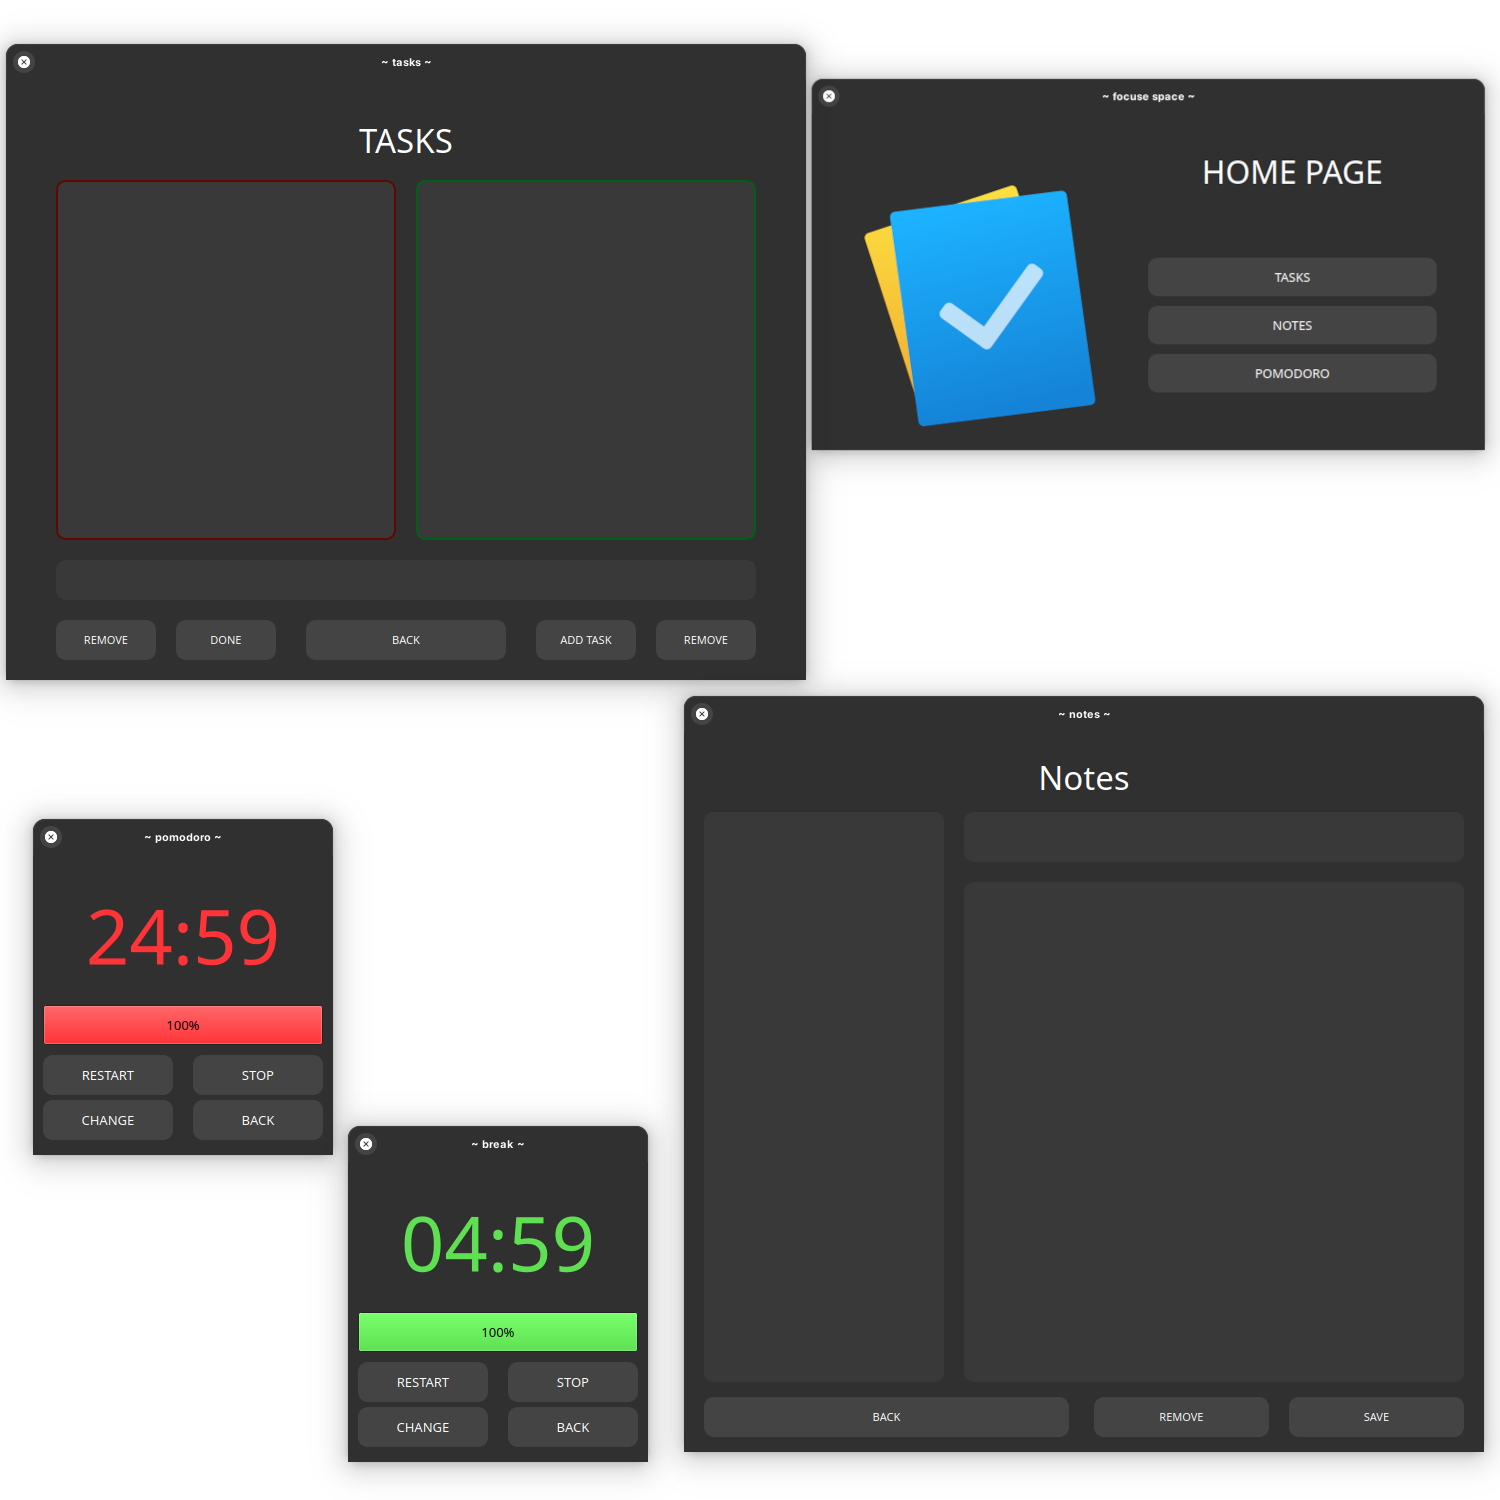 ~ tasks ~
TASKS
REMOVE
DONE
BACK
ADD TASK
REMOVE
~ focuse space ~
HOME PAGE
TASKS
NOTES
POMODORO
~ pomodoro ~
24:59
100%
RESTART
STOP
CHANGE
BACK
~ break ~
04:59
100%
RESTART
STOP
CHANGE
BACK
~ notes ~
Notes
BACK
REMOVE
SAVE